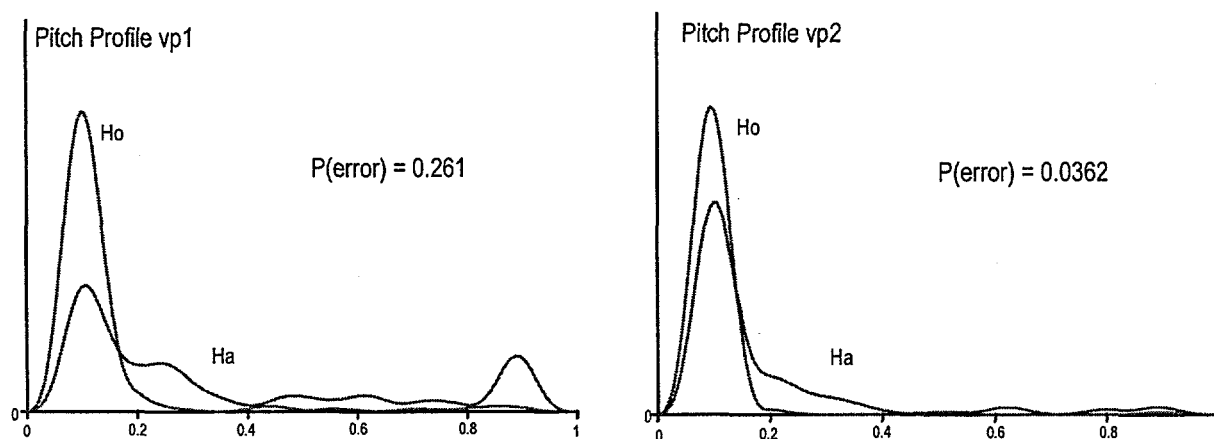 Pitch Profile vp1
Ho
P(error) = 0.261
Ha
0
0 0.2 0.4 0.6 0.8 1
Pitch Profile vp2
Ho
P(error) = 0.0362
Ha
0
0 0.2 0.4 0.6 0.8